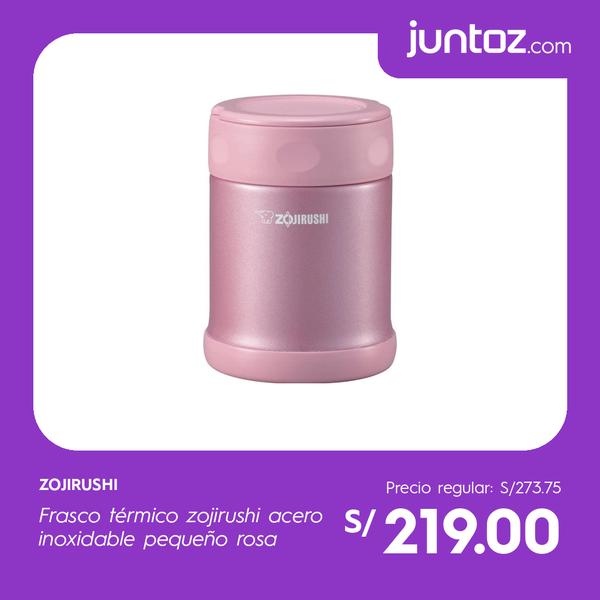 juntoz.com
ZOJIRUSHI
ZOJIRUSHI
Frasco térmico zojirushi acero
inoxidable pequeño rosa
Precio regular: S/273.75
S/219.00